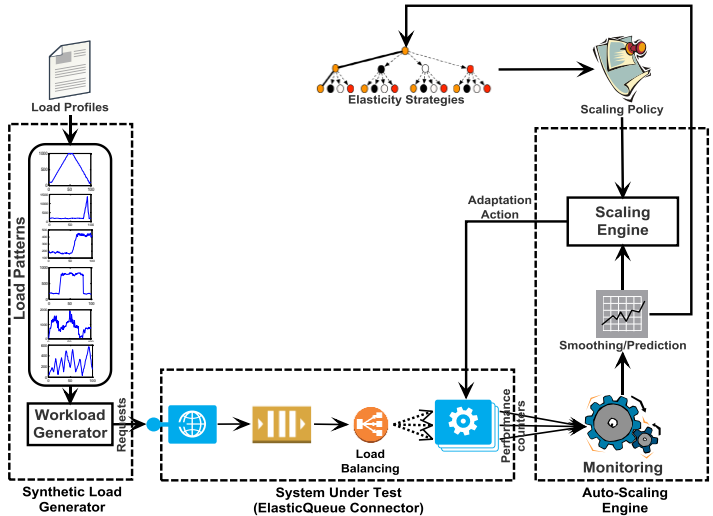 Load Profiles
Elasticity Strategies
Scaling Policy
Load Patterns
Adaptation
Action
Scaling
Engine
Smoothing/Prediction
Workload
Generator
Requests
Load
Balancing
Performance
counters
Monitoring
Synthetic Load
Generator
System Under Test
(ElasticQueue Connector)
Auto-Scaling
Engine